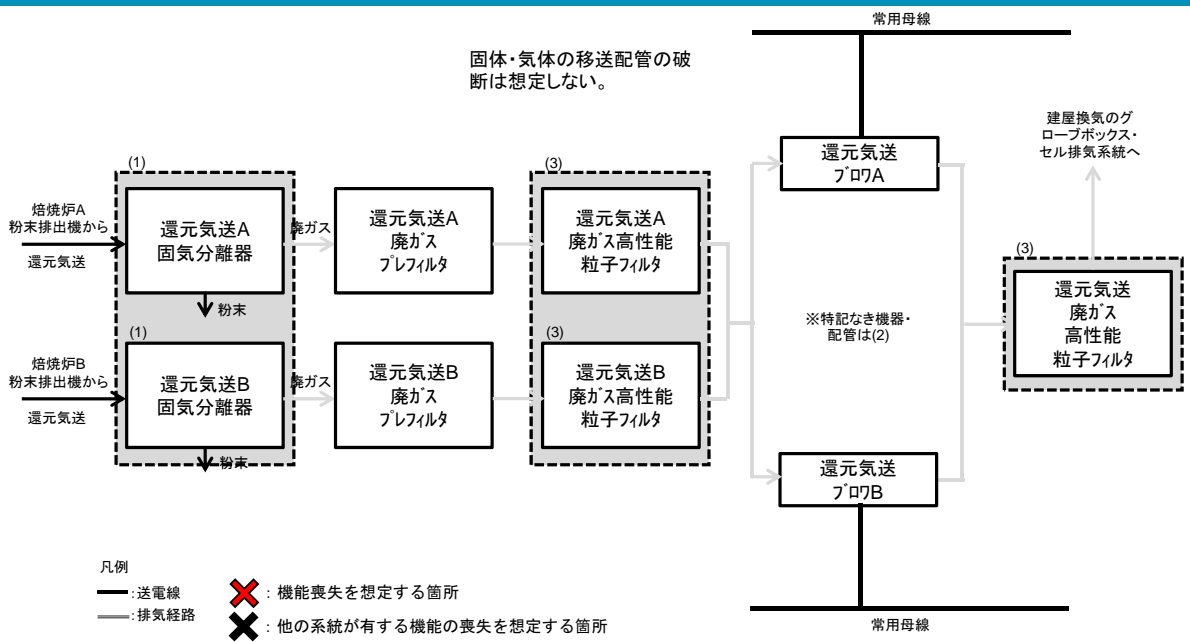 常用母線
固体・気体の移送配管の破
断は想定しない。
建屋換気のグ
ローブボックス・
セル排気系統へ
(1)
(3)
還元気送
ﾌﾞﾛﾜA
焙焼炉A
粉末排出機から
還元気送
還元気送A
固気分離器
廃ガス
還元気送A
廃ｶﾞｽ
ﾌﾟﾚﾌｨﾙﾀ
還元気送A
廃ｶﾞｽ高性能
粒子ﾌｨﾙﾀ
粉末
(3)
還元気送
廃ｶﾞｽ
高性能
粒子ﾌｨﾙﾀ
※特記なき機器・
配管は(2)
(1)
(3)
焙焼炉B
粉末排出機から
還元気送
還元気送B
固気分離器
廃ガス
還元気送B
廃ｶﾞｽ
ﾌﾟﾚﾌｨﾙﾀ
還元気送B
廃ｶﾞｽ高性能
粒子ﾌｨﾙﾀ
粉末
還元気送
ﾌﾞﾛﾜB
凡例
:送電線
:排気経路
: 機能喪失を想定する箇所
: 他の系統が有する機能の喪失を想定する箇所
常用母線